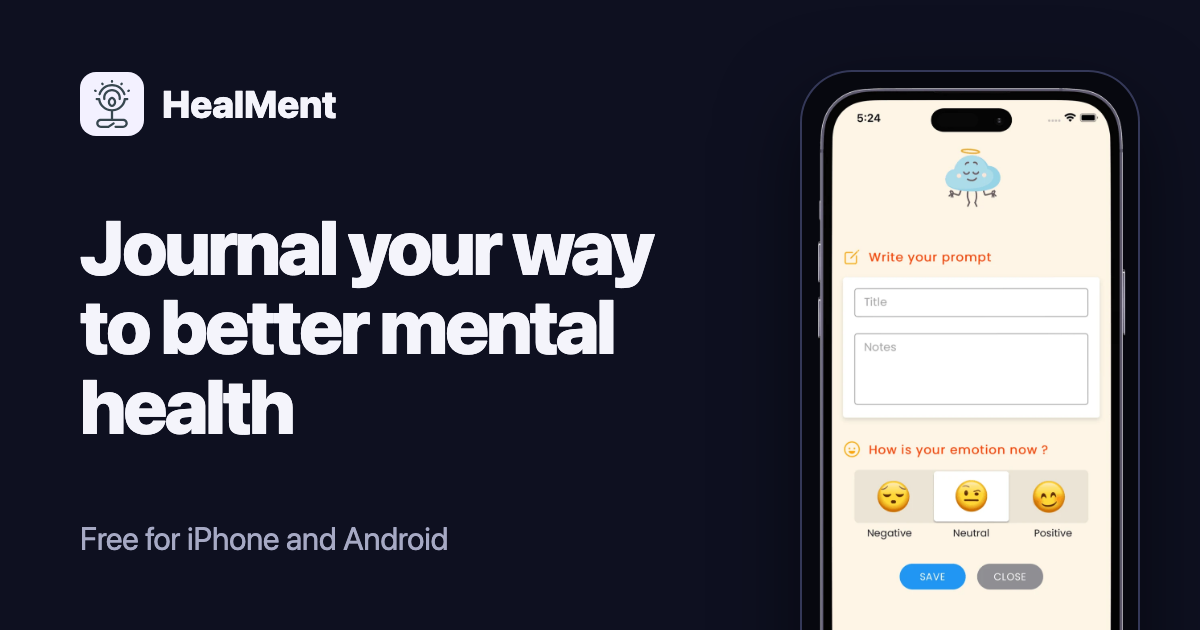 HealMent
Journal your way
to better mental
health
Free for iPhone and Android
5:24
Write your prompt
Title
Notes
How is your emotion now ?
Negative Neutral Positive
SAVE CLOSE